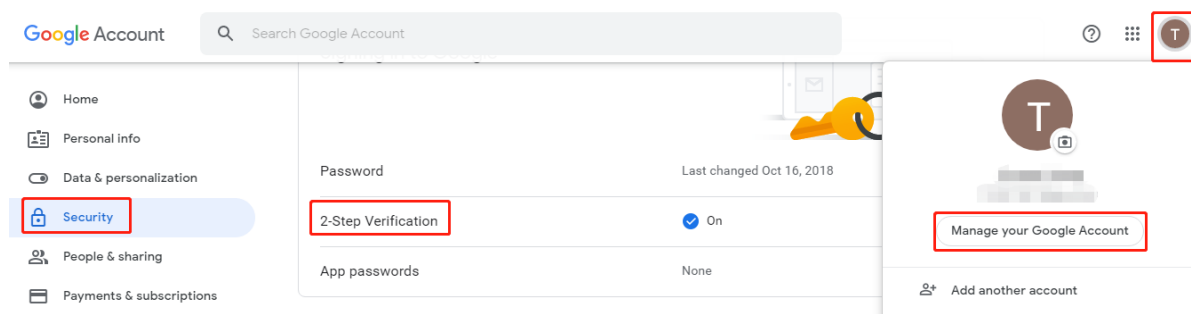 Google Account
Search Google Account
T
T
Home
Personal info
Data & personalization
Security
People & sharing
Payments & subscriptions
Password
Last changed Oct 16, 2018
2-Step Verification
On
App passwords
None
Manage your Google Account
Add another account